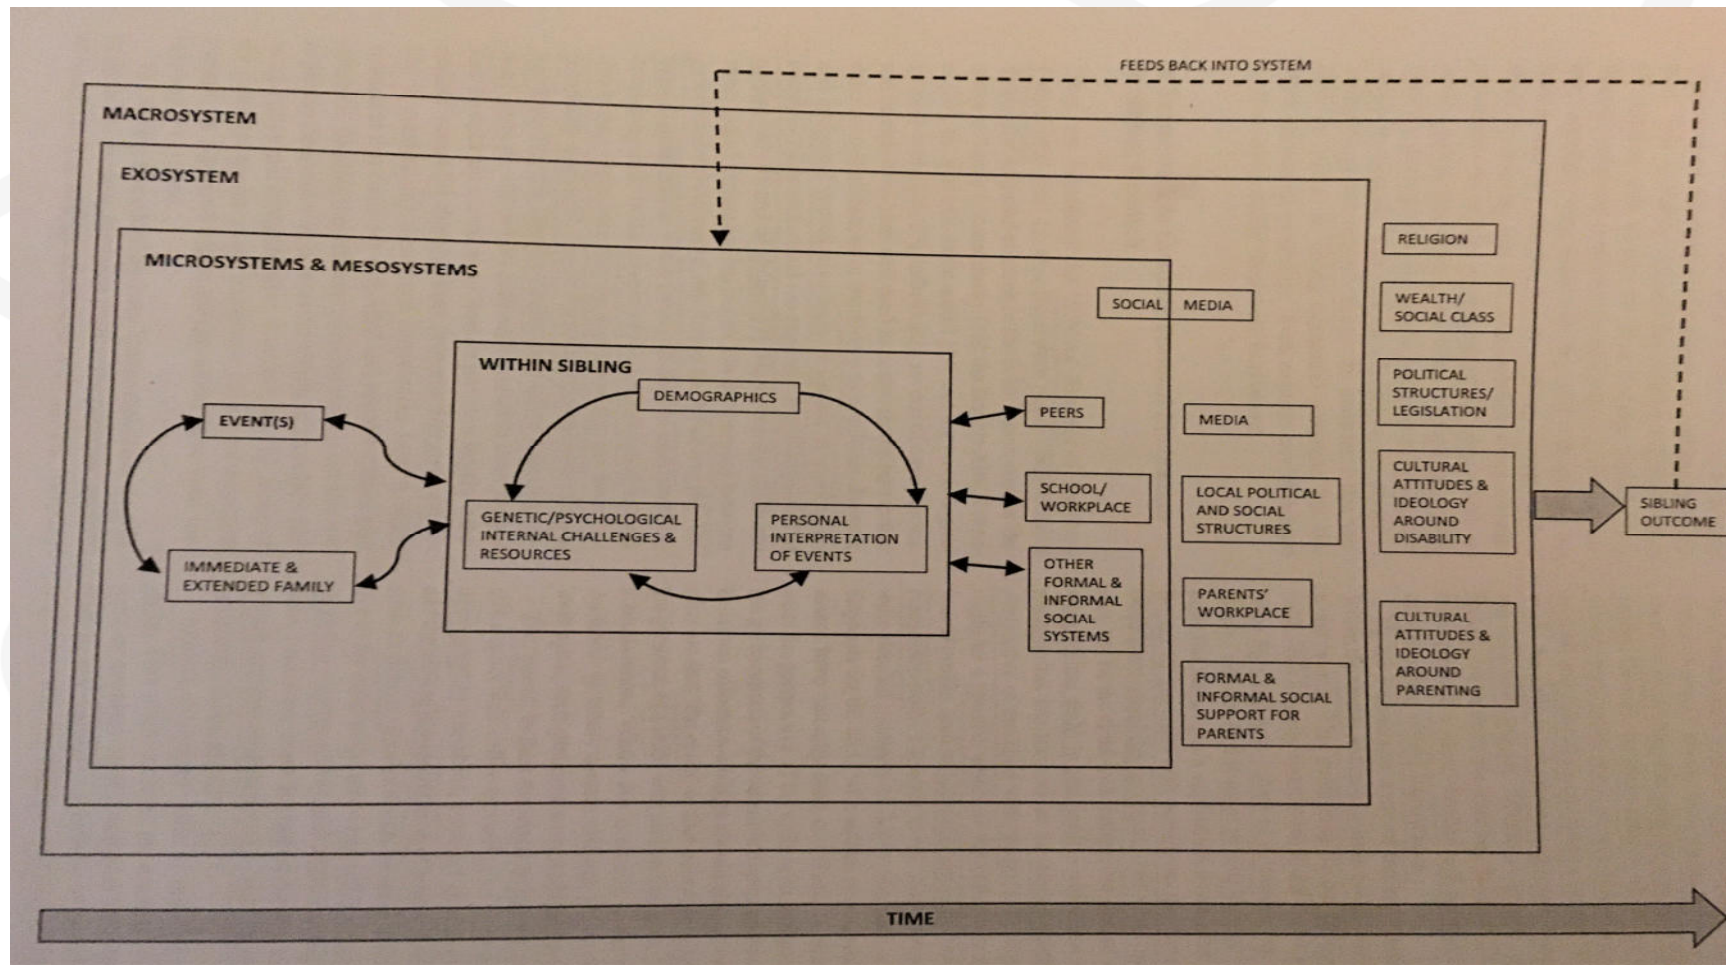 FEEDS BACK INTO SYSTEM
MACROSYSTEM
EXOSYSTEM
MICROSYSTEMS & MESOSYSTEMS
SOCIAL MEDIA
WITHIN SIBLING
DEMOGRAPHICS
EVENT(S)
IMMEDIATE &
EXTENDED FAMILY
GENETIC/PSYCHOLOGICAL
INTERNAL CHALLENGES &
RESOURCES
PERSONAL
INTERPRETATION
OF EVENTS
PEERS
SCHOOL/
WORKPLACE
OTHER
FORMAL &
INFORMAL
SOCIAL
SYSTEMS
MEDIA
LOCAL POLITICAL
AND SOCIAL
STRUCTURES
PARENTS'
WORKPLACE
FORMAL &
INFORMAL SOCIAL
SUPPORT FOR
PARENTS
RELIGION
WEALTH/
SOCIAL CLASS
POLITICAL
STRUCTURES/
LEGISLATION
CULTURAL
ATTITUDES &
IDEOLOGY
AROUND
DISABILITY
CULTURAL
ATTITUDES &
IDEOLOGY
AROUND
PARENTING
SIBLING
OUTCOME
TIME